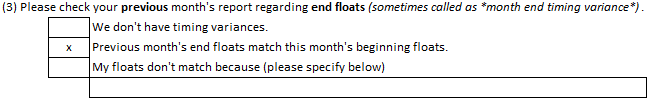 (3) Please check your previous month's report regarding end floats (sometimes called as *month end timing variance*) .
We don't have timing variances.
x Previous month's end floats match this month's beginning floats.
My floats don't match because (please specify below)